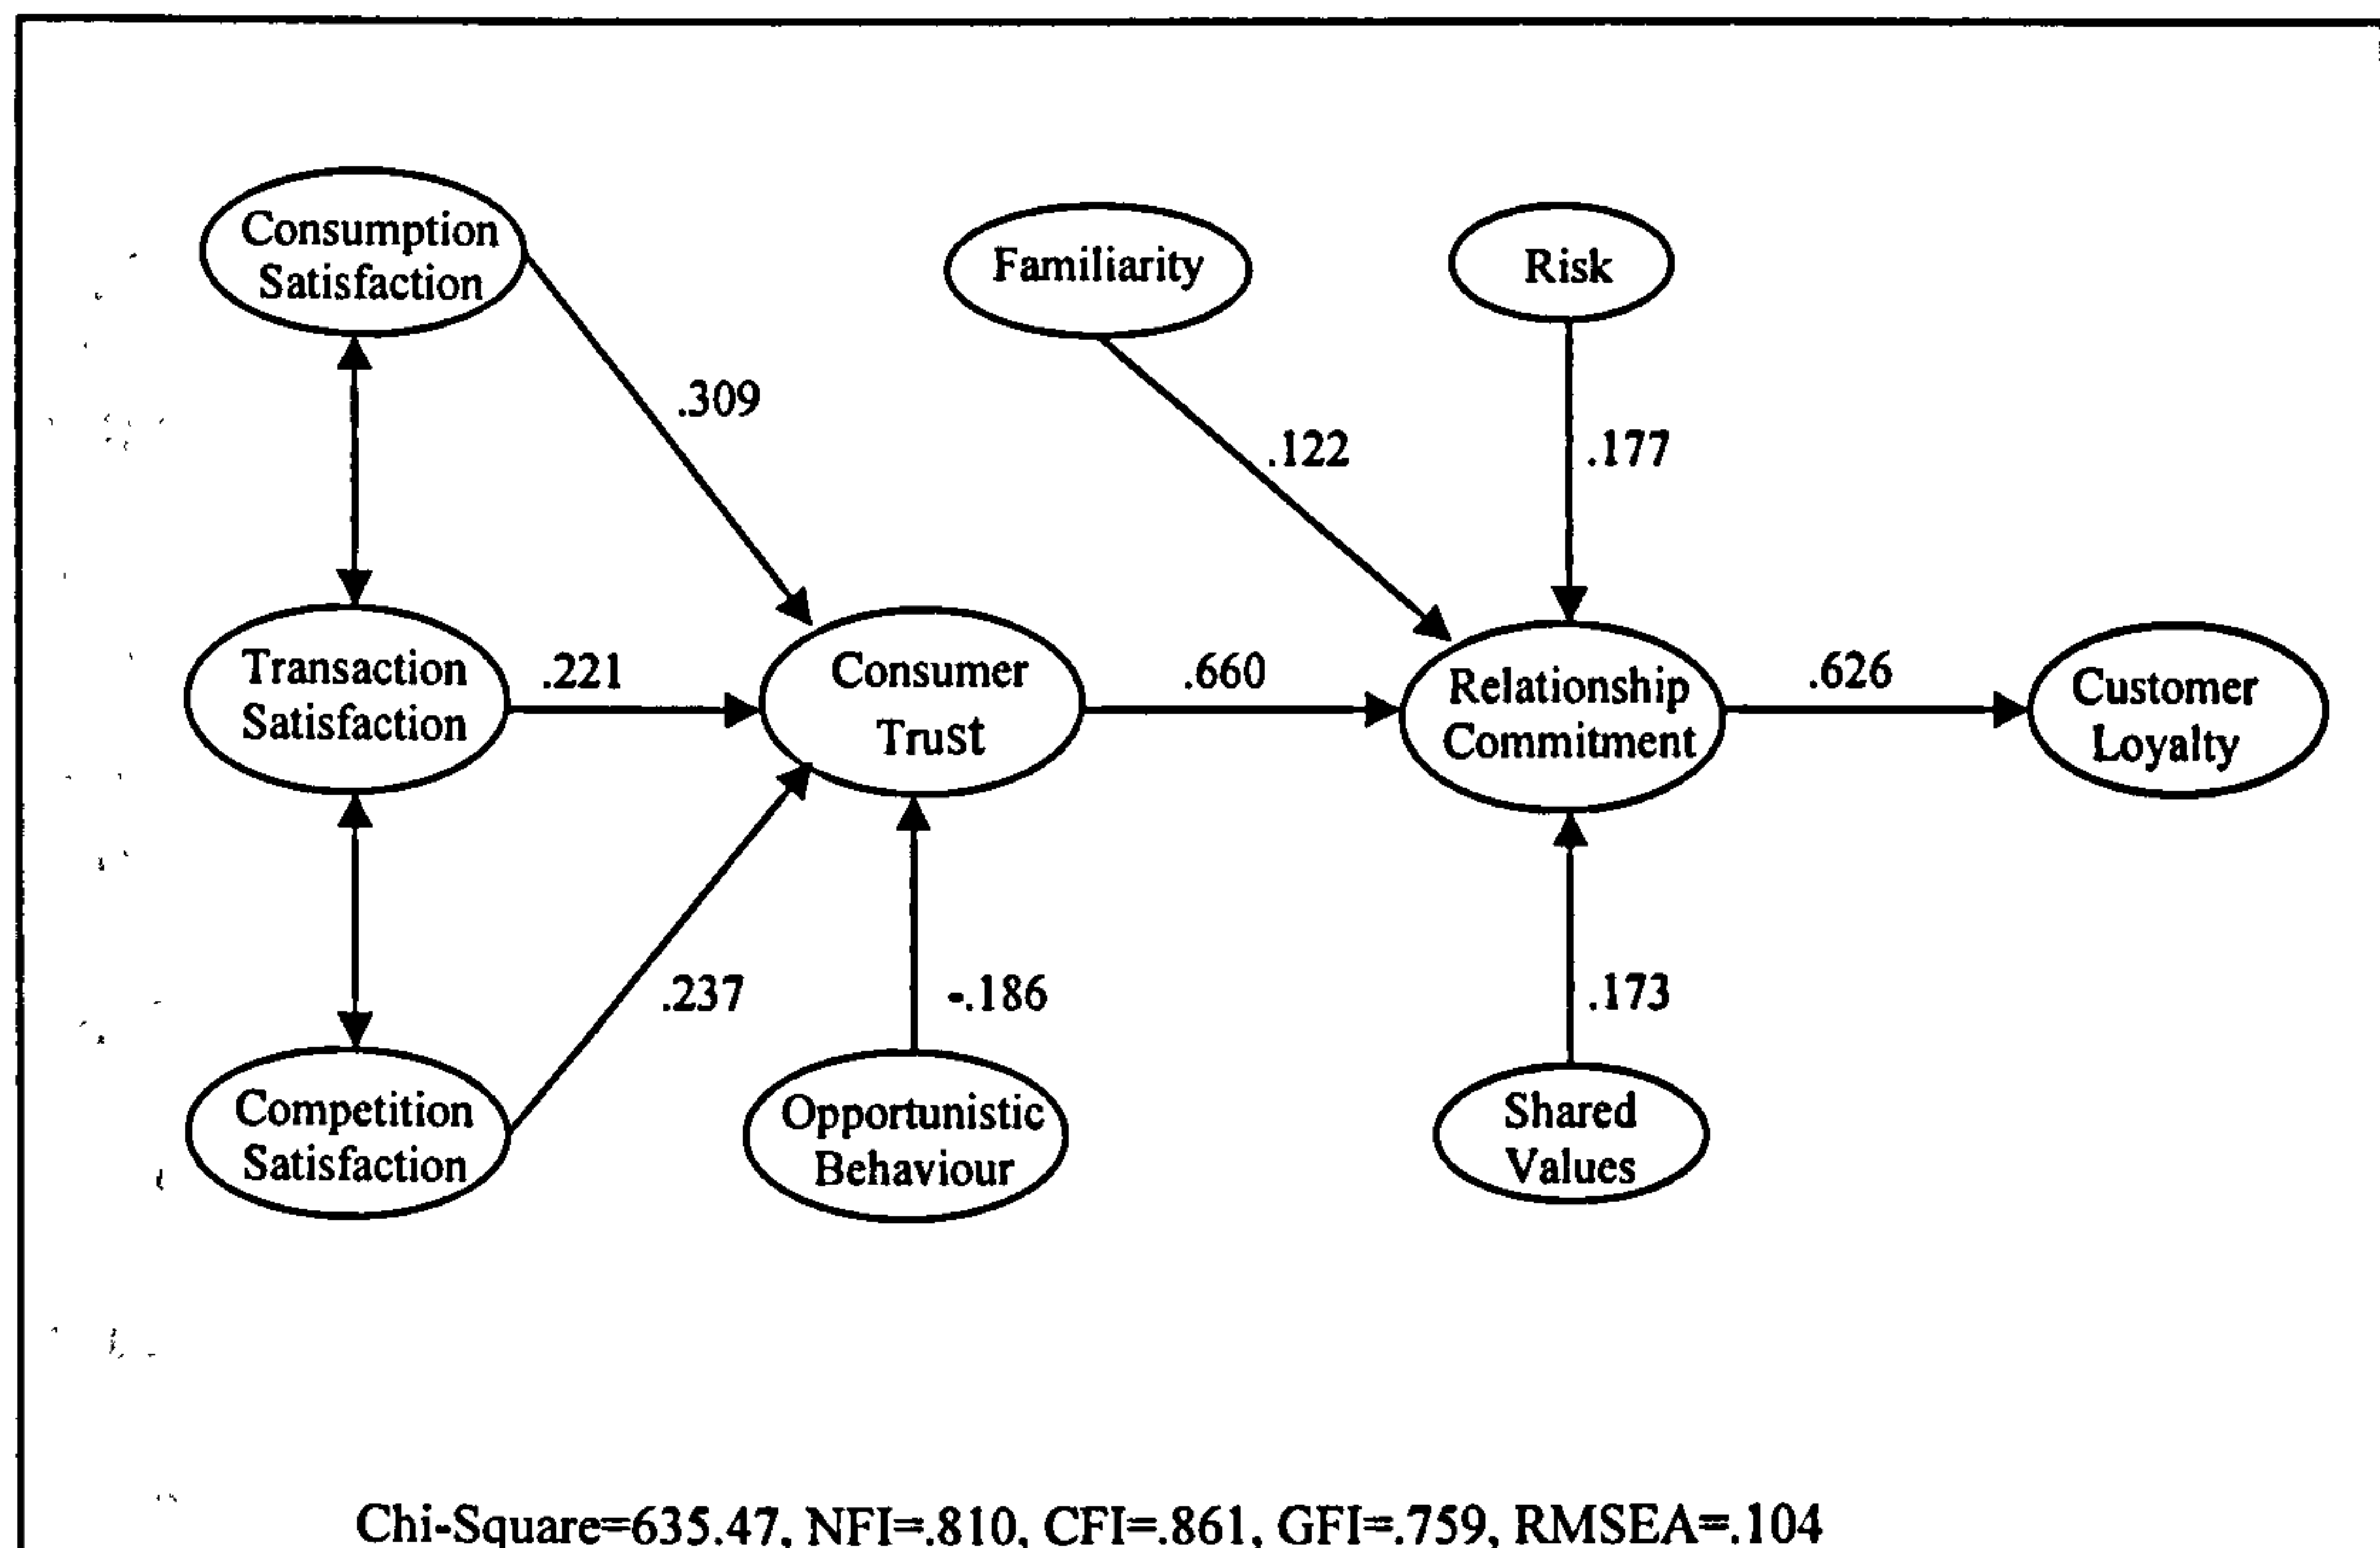 Consumption
Satisfaction
Familiarity
Risk
.309
.122
.177
Transaction
Satisfaction
.221
Consumer
Trust
.660
Relationship
Commitment
.626
Customer
Loyalty
.237
-.186
.173
Competition
Satisfaction
Opportunistic
Behaviour
Shared
Values
Chi-Square=635.47, NFI=.810, CFI=.861, GFI=.759, RMSEA=.104